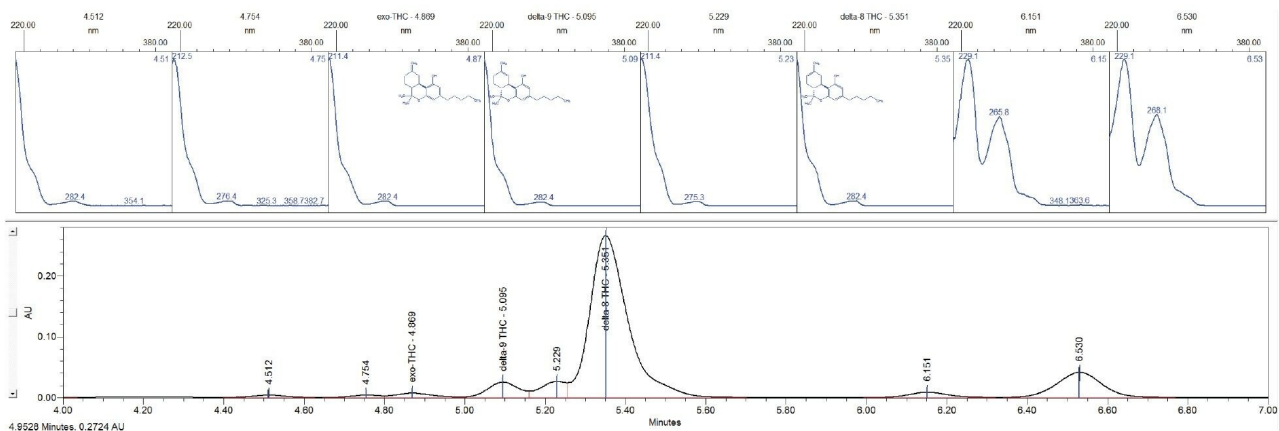 4.512 4.754 exo-THC - 4.869 delta-9 THC - 5.095 5.229 delta-8 THC - 5.351 6.151 6.530
220.00 220.00 220.00 220.00 220.00 220.00 220.00 220.00
nm nm nm nm nm nm nm nm
380.00 380.00 380.00 380.00 380.00 380.00 380.00 380.00
4.51 212.5 4.75 211.4 4.87 5.09 211.4 5.23 5.35 229.1 6.15 229.1 6.53
265.8 268.1
282.4 354.1 276.4 325.3 358.7 382.7 282.4 282.4 275.3 282.4 348.1 363.6
AU
0.20
0.10
0.00
4.512
4.754
exo-THC - 4.869
delta-9 THC - 5.095
5.229
delta-8 THC - 5.351
6.151
6.530
4.00 4.20 4.40 4.60 4.80 5.00 5.20 5.40 5.60 5.80 6.00 6.20 6.40 6.60 6.80 7.00
Minutes
4.9528 Minutes, 0.2724 AU